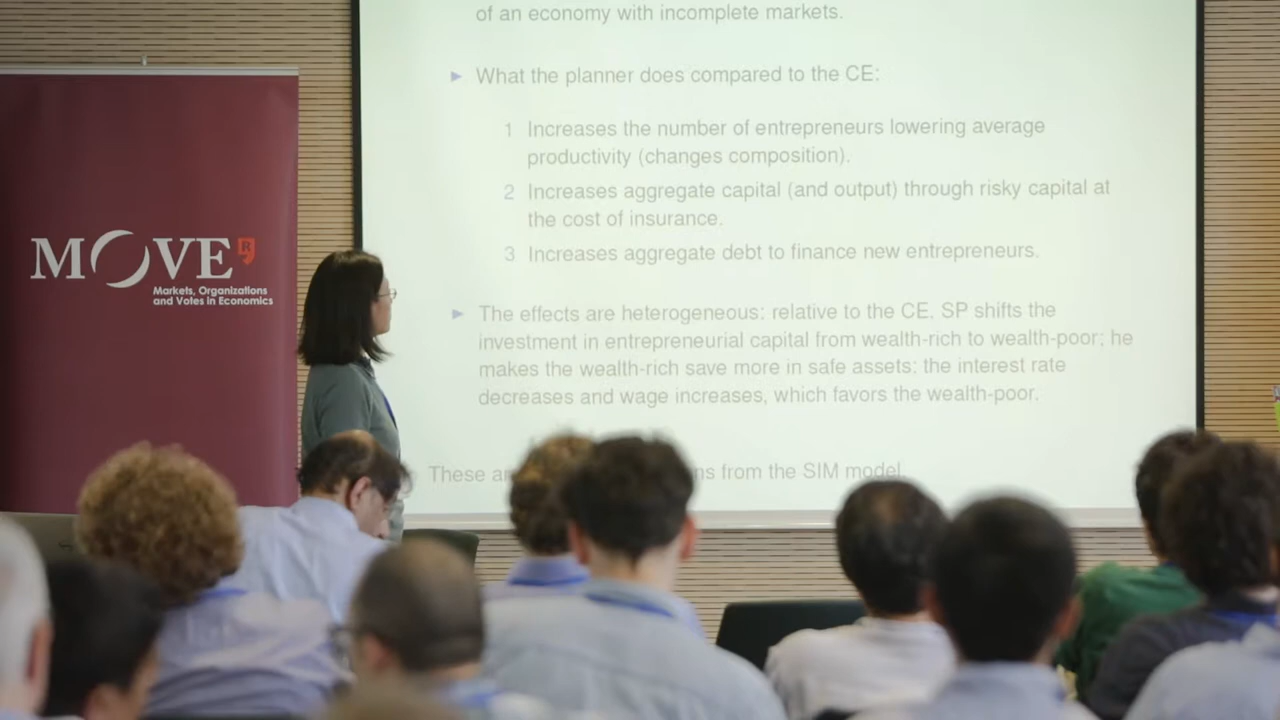 of an economy with incomplete markets.
► What the planner does compared to the CE:
1 Increases the number of entrepreneurs lowering average
productivity (changes composition).
2 Increases aggregate capital (and output) through risky capital at
the cost of insurance.
3 Increases aggregate debt to finance new entrepreneurs.
► The effects are heterogeneous: relative to the CE, SP shifts the
investment in entrepreneurial capital from wealth-rich to wealth-poor; he
makes the wealth-rich save more in safe assets: the interest rate
decreases and wage increases, which favors the wealth-poor.
These from the SIM model
MOVE R
Markets, Organizations
and Votes in Economics